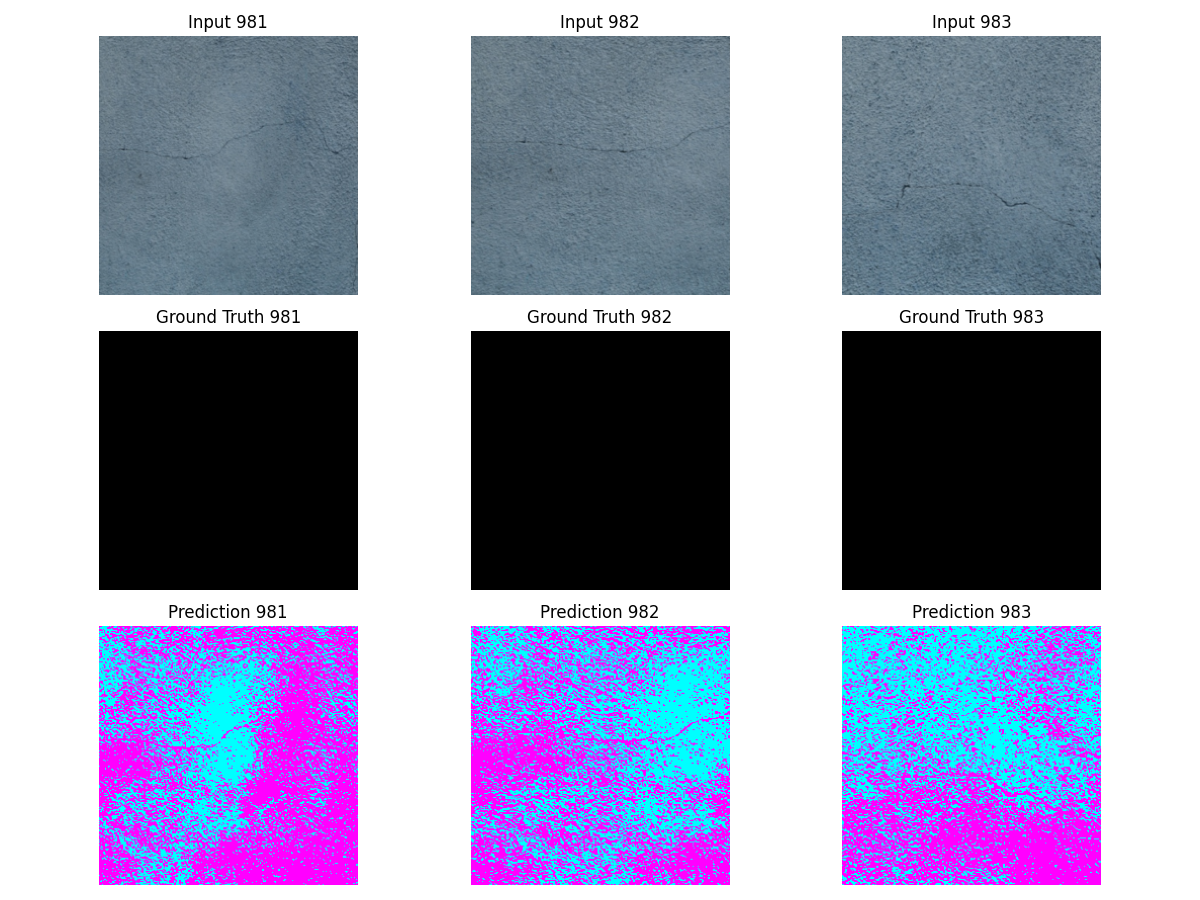 Input 981
Input 982
Input 983
Ground Truth 981
Ground Truth 982
Ground Truth 983
Prediction 981
Prediction 982
Prediction 983